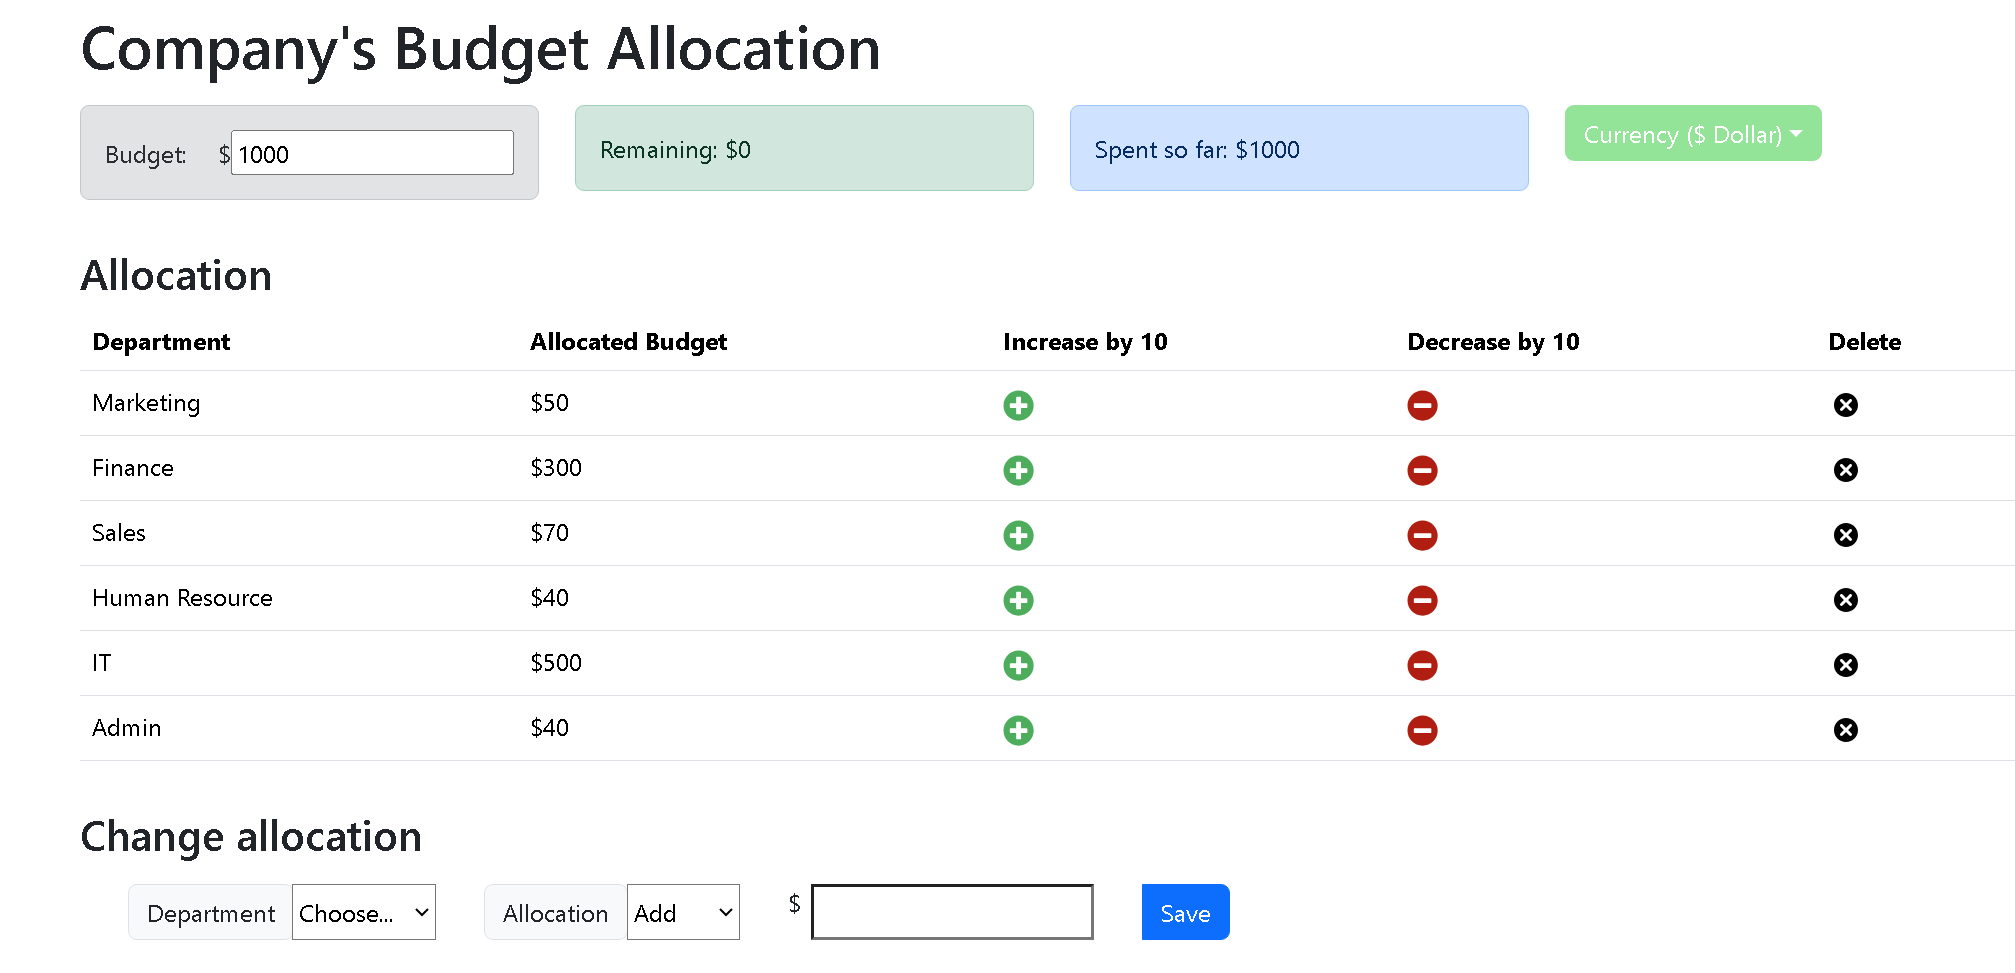 Company's Budget Allocation
Budget: $ 1000 Remaining: $0 Spent so far: $1000 Currency ($ Dollar)
Allocation
Department Allocated Budget Increase by 10 Decrease by 10 Delete
Marketing $50
Finance $300
Sales $70
Human Resource $40
IT $500
Admin $40
Change allocation
Department Choose... Allocation Add $ Save